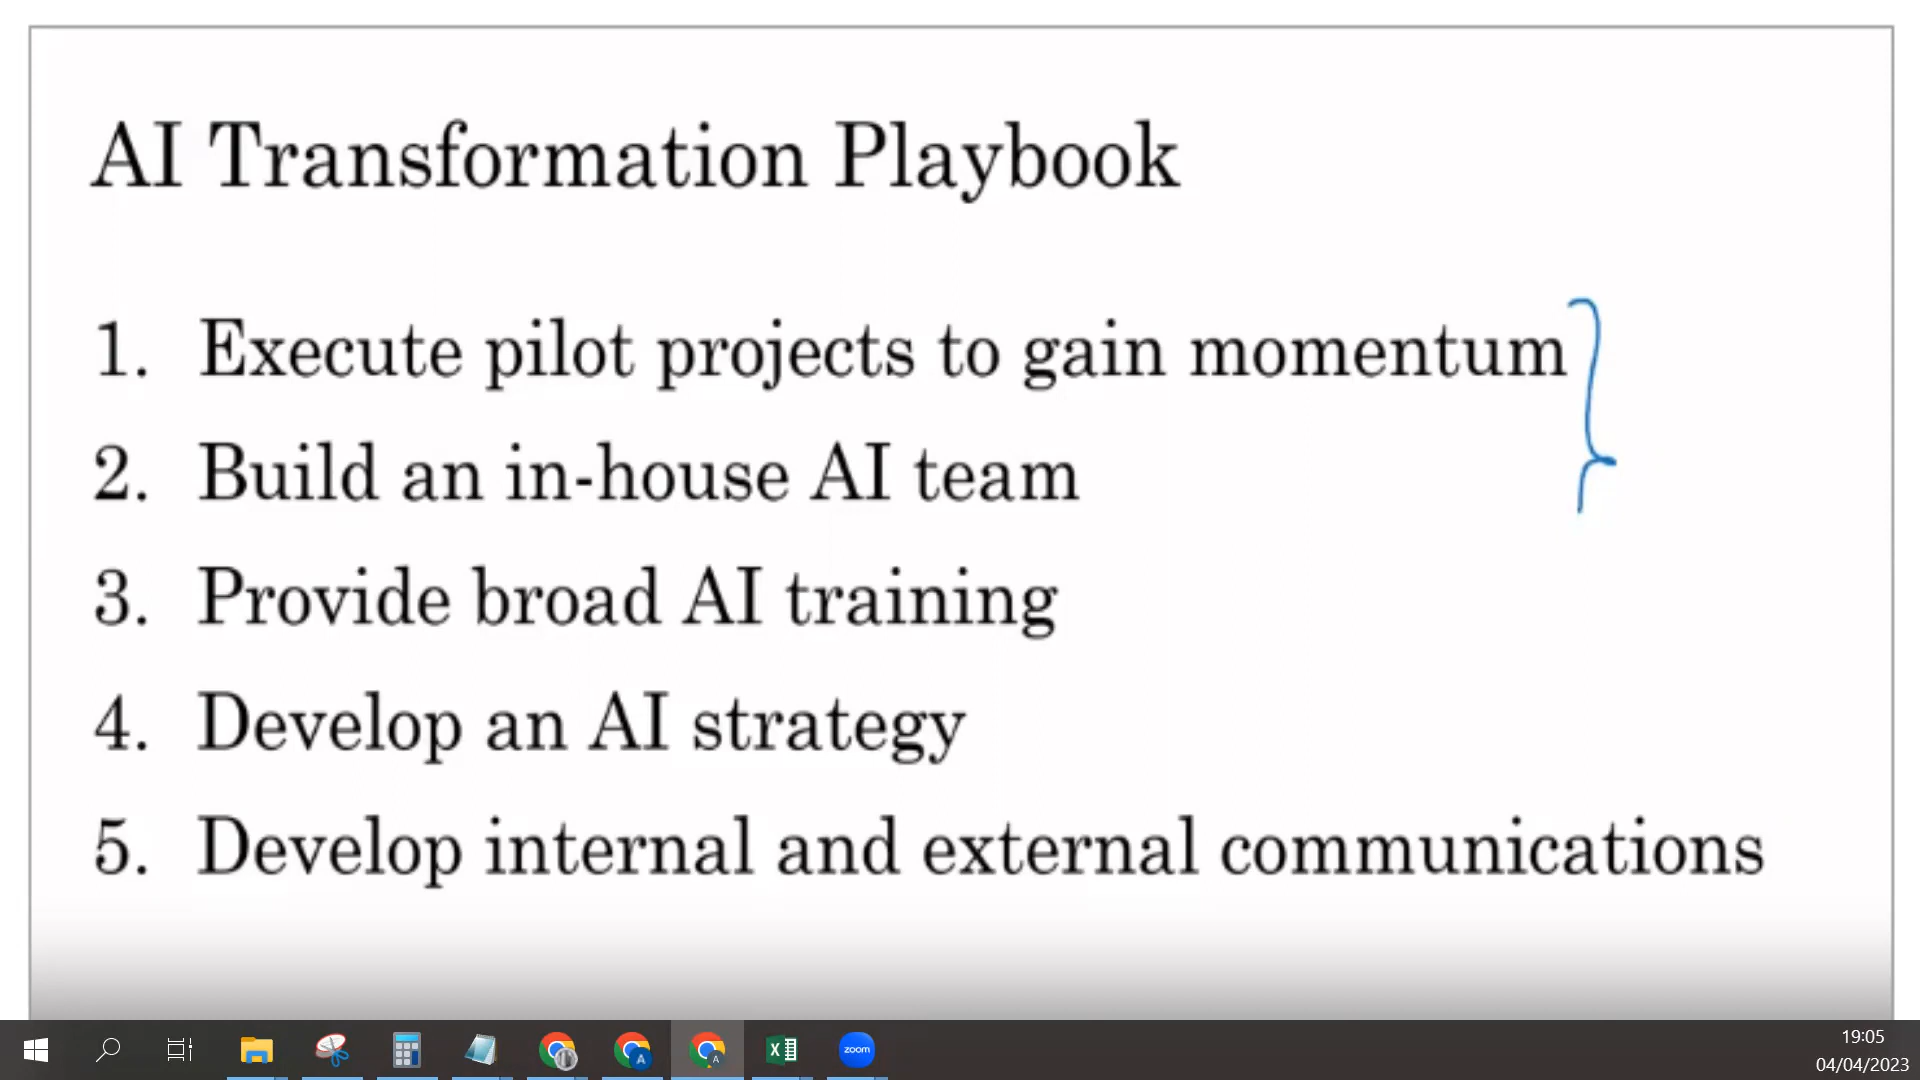 AI Transformation Playbook
1. Execute pilot projects to gain momentum
2. Build an in-house AI team
3. Provide broad AI training
4. Develop an AI strategy
5. Develop internal and external communications
A
A
X
zoom
19:05
04/04/2023